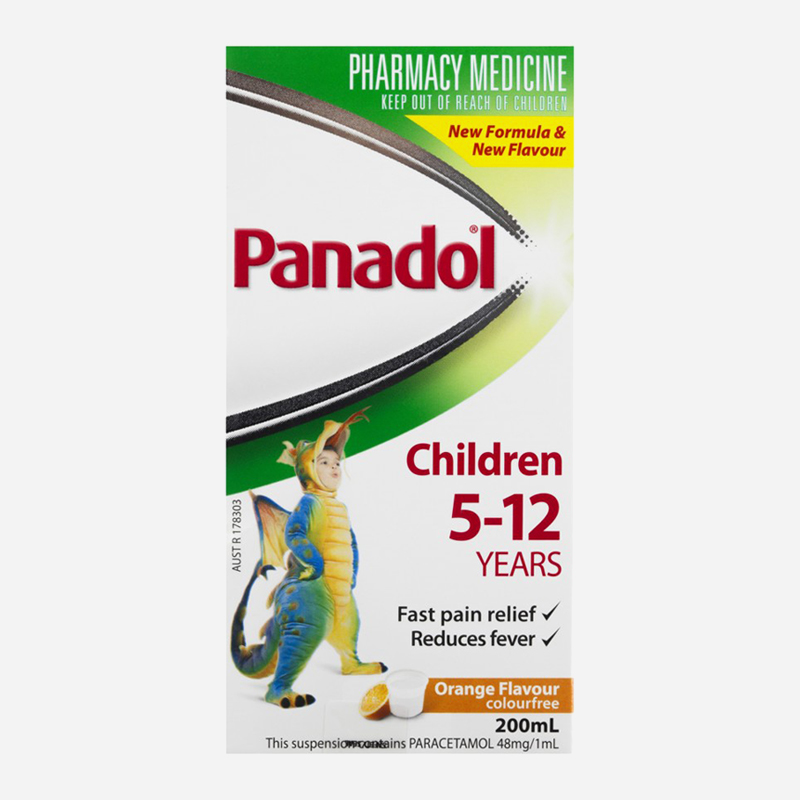 PHARMACY MEDICINE
KEEP OUT OF REACH OF CHILDREN
New Formula &
New Flavour
Panadol®
Children
5-12
YEARS
AUST R 178303
Fast pain relief ✓
Reduces fever ✓
Orange Flavour
colourfree
200mL
This suspension contains PARACETAMOL 48mg/1mL